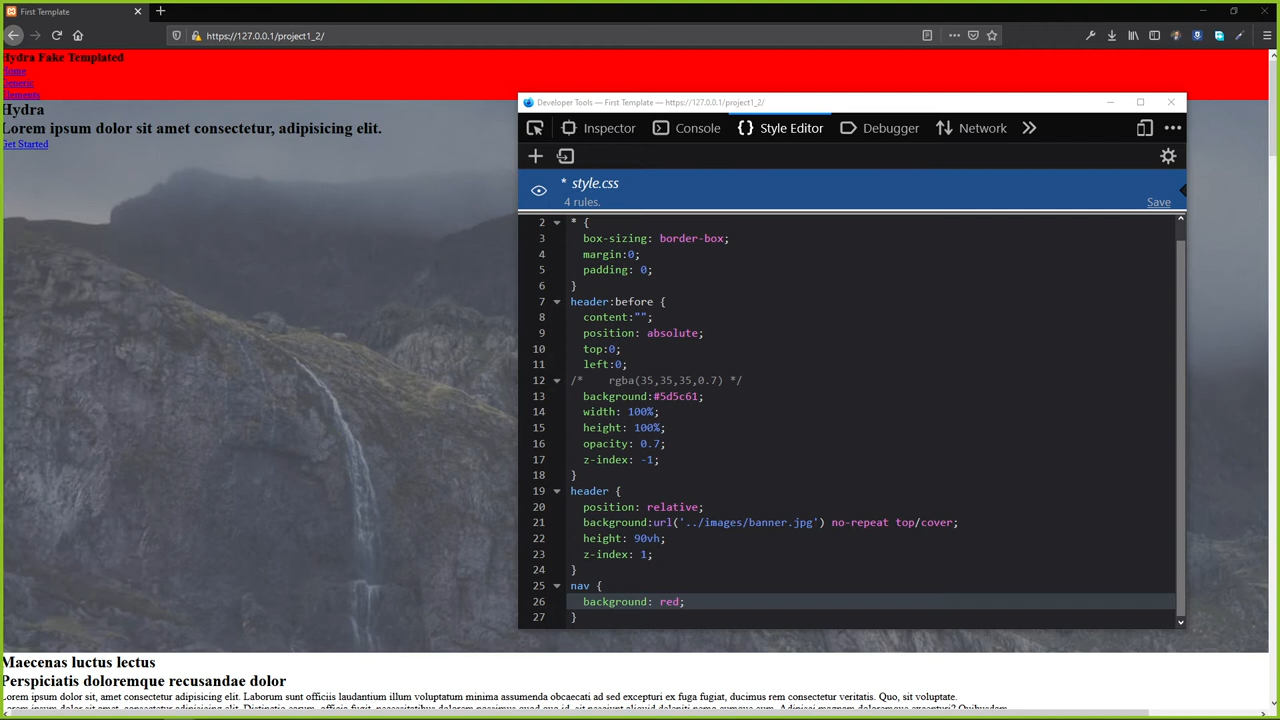 First Template
https://127.0.0.1/project1_2/
Hydra Fake Templated
Home
Generic
Elements
Hydra
Lorem ipsum dolor sit amet consectetur, adipisicing elit.
Get Started
Developer Tools — First Template — https://127.0.0.1/project1_2/
Inspector
Console
{} Style Editor
Debugger
Network
* style.css
4 rules.
Save
2 * {
3 box-sizing: border-box;
4 margin:0;
5 padding: 0;
6 }
7 header:before {
8 content:"";
9 position: absolute;
10 top:0;
11 left:0;
12 /* rgba(35,35,35,0.7) */
13 background:#5d5c61;
14 width: 100%;
15 height: 100%;
16 opacity: 0.7;
17 z-index: -1;
18 }
19 header {
20 position: relative;
21 background:url('../images/banner.jpg') no-repeat top/cover;
22 height: 90vh;
23 z-index: 1;
24 }
25 nav {
26 background: red;
27 }
Maecenas luctus lectus
Perspiciatis doloremque recusandae dolor
Lorem ipsum dolor sit, amet consectetur adipisicing elit. Laborum sunt officiis laudantium illum voluptatum minima assumenda obcaecati ad sed excepturi ex fuga fugiat, ducimus rem consectetur veritatis. Quo, sit voluptate.